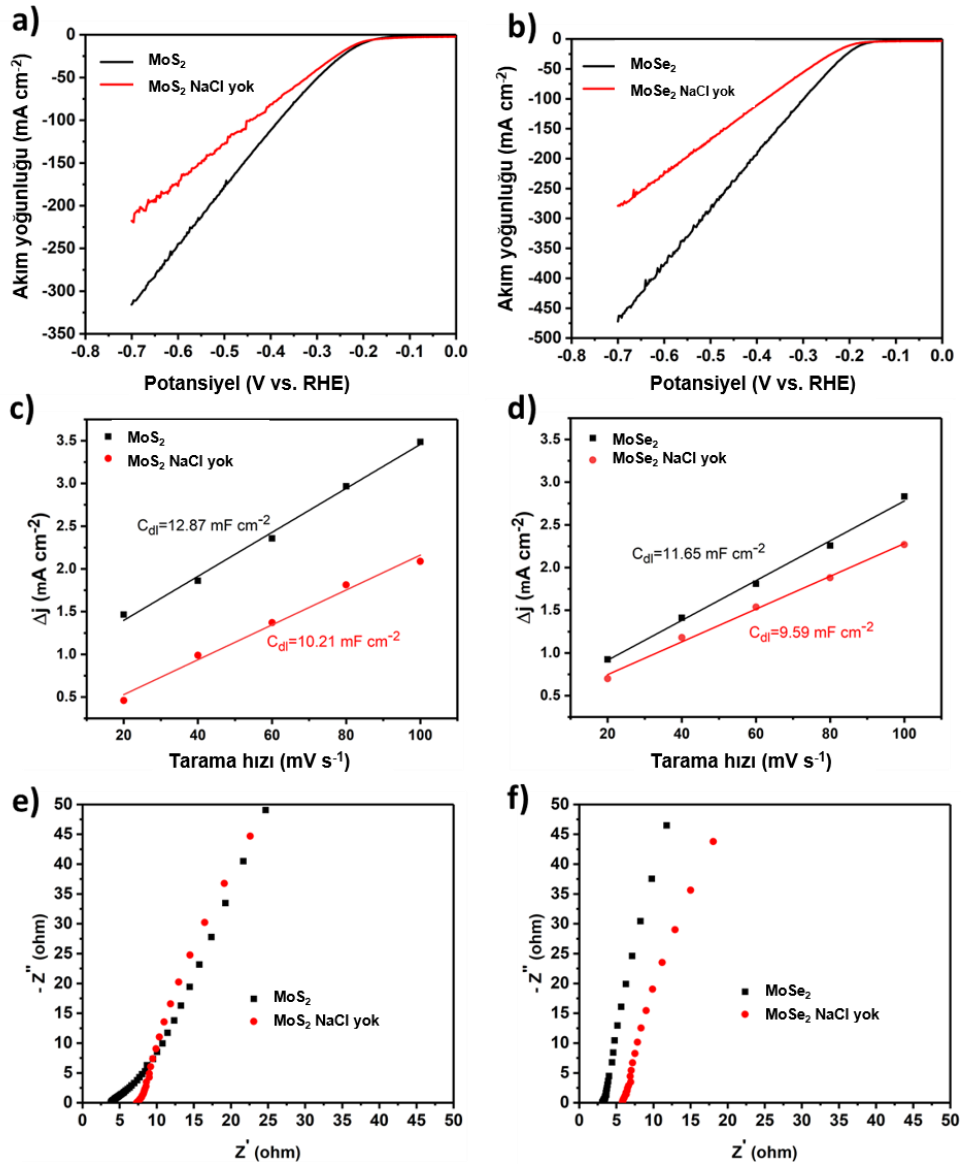 a)
MoS₂
MoS₂ NaCl yok
Akım yoğunluğu (mA cm⁻²)
0
-50
-100
-150
-200
-250
-300
-350
-0.8 -0.7 -0.6 -0.5 -0.4 -0.3 -0.2 -0.1 0.0
Potansiyel (V vs. RHE)
b)
MoSe₂
MoSe₂ NaCl yok
Akım yoğunluğu (mA cm⁻²)
0
-50
-100
-150
-200
-250
-300
-350
-400
-450
-500
-0.8 -0.7 -0.6 -0.5 -0.4 -0.3 -0.2 -0.1 0.0
Potansiyel (V vs. RHE)
c)
MoS₂
MoS₂ NaCl yok
C_dl=12.87 mF cm⁻²
C_dl=10.21 mF cm⁻²
Δj (mA cm⁻²)
3.5
3.0
2.5
2.0
1.5
1.0
0.5
20 40 60 80 100
Tarama hızı (mV s⁻¹)
d)
MoSe₂
MoSe₂ NaCl yok
C_dl=11.65 mF cm⁻²
C_dl=9.59 mF cm⁻²
Δj (mA cm⁻²)
3.5
3.0
2.5
2.0
1.5
1.0
0.5
20 40 60 80 100
Tarama hızı (mV s⁻¹)
e)
MoS₂
MoS₂ NaCl yok
- Z'' (ohm)
50
45
40
35
30
25
20
15
10
5
0
0 5 10 15 20 25 30 35 40 45 50
Z' (ohm)
f)
MoSe₂
MoSe₂ NaCl yok
- Z'' (ohm)
50
45
40
35
30
25
20
15
10
5
0
0 5 10 15 20 25 30 35 40 45 50
Z' (ohm)